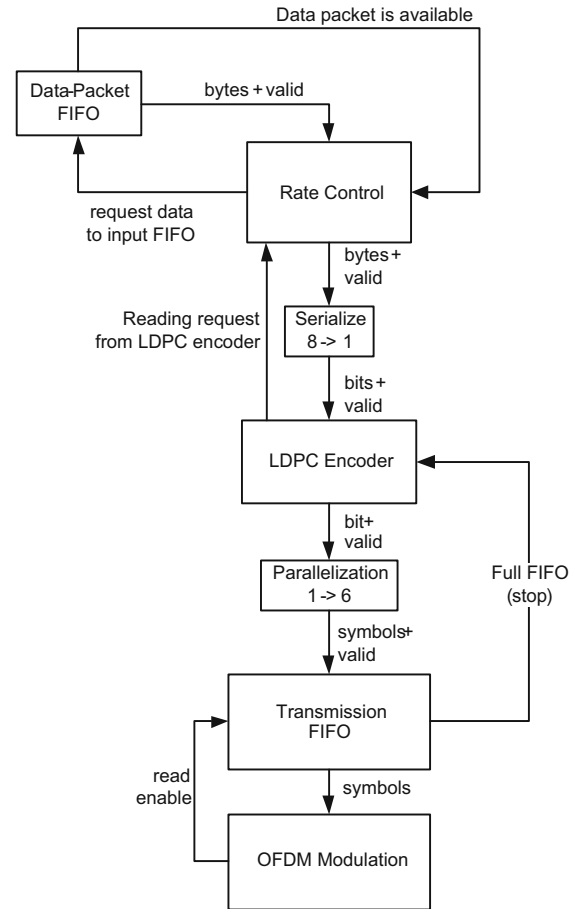 Data packet is available
Data-Packet
FIFO
bytes + valid
Rate Control
request data
to input FIFO
bytes+
valid
Reading request
from LDPC encoder
Serialize
8 -> 1
bits+
valid
LDPC Encoder
bit+
valid
Parallelization
1 -> 6
Full FIFO
(stop)
symbols+
valid
Transmission
FIFO
read
enable
symbols
OFDM Modulation